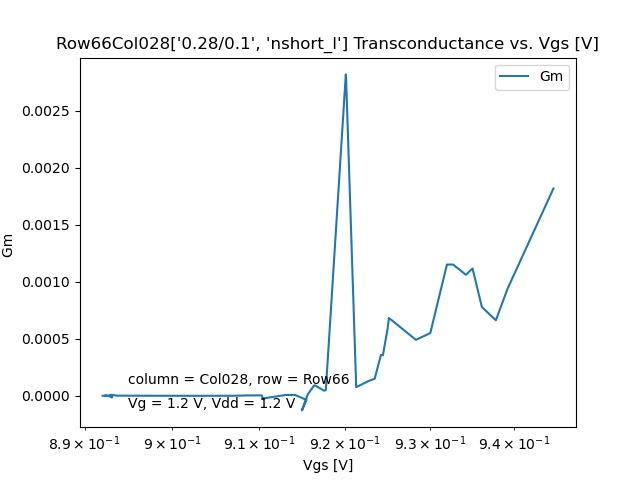 Row66Col028['0.28/0.1', 'nshort_l'] Transconductance vs. Vgs [V]
Gm
0.0025
0.0020
0.0015
0.0010
0.0005
0.0000
Gm
column = Col028, row = Row66
Vg = 1.2 V, Vdd = 1.2 V
8.9 × 10⁻¹ 9 × 10⁻¹ 9.1 × 10⁻¹ 9.2 × 10⁻¹ 9.3 × 10⁻¹ 9.4 × 10⁻¹
Vgs [V]